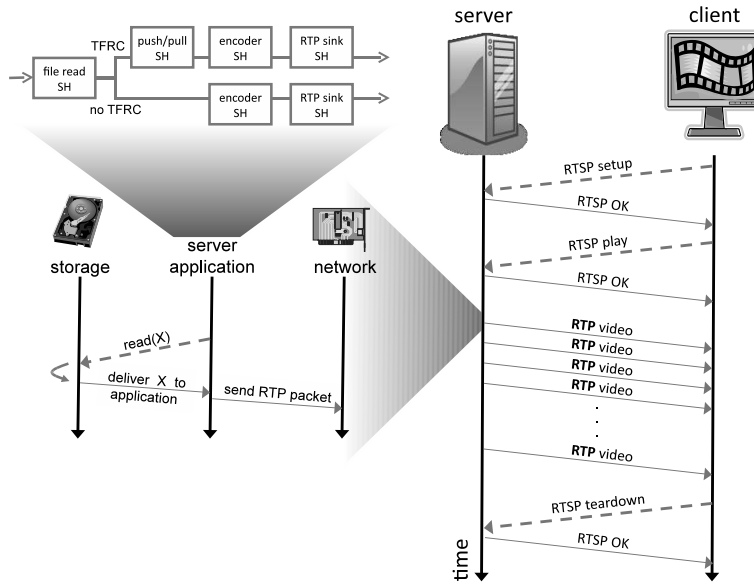 server
client
TFRC
push/pull
SH
encoder
SH
RTP sink
SH
file read
SH
no TFRC
encoder
SH
RTP sink
SH
RTSP setup
RTSP OK
RTSP play
RTSP OK
storage
server
application
network
read(X)
deliver X to
application
send RTP packet
RTP video
RTP video
RTP video
RTP video
.
.
.
RTP video
RTSP teardown
RTSP OK
time